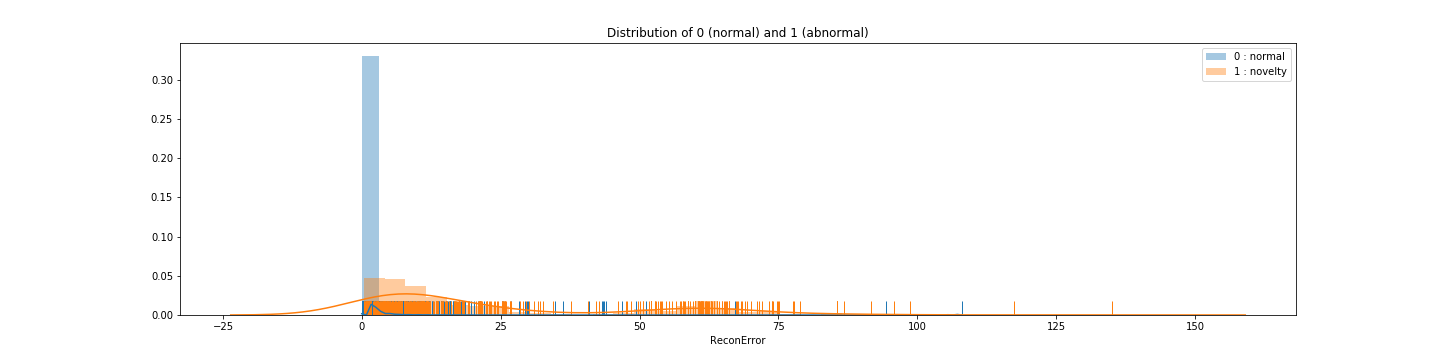 Distribution of 0 (normal) and 1 (abnormal)
0 : normal
1 : novelty
0.30
0.25
0.20
0.15
0.10
0.05
0.00
−25 0 25 50 75 100 125 150
ReconError